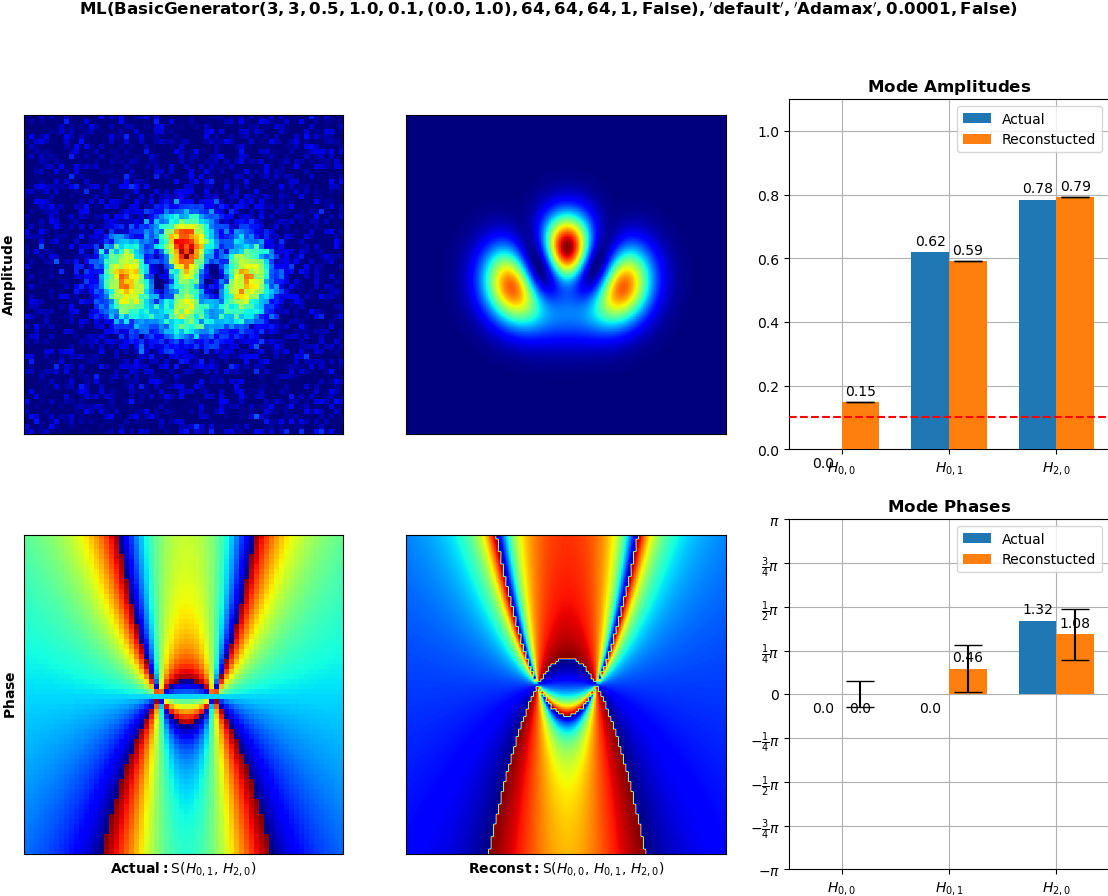 ML(BasicGenerator(3, 3, 0.5, 1.0, 0.1, (0.0, 1.0), 64, 64, 64, 1, False), ′default′, ′Adamax′, 0.0001, False)
Amplitude
Mode Amplitudes
Actual
Reconstucted
1.0
0.8
0.6
0.4
0.2
0.0
0.0
0.15
0.62
0.59
0.78
0.79
H0,0
H0,1
H2,0
Phase
Actual: S(H0,1, H2,0)
Reconst: S(H0,0, H0,1, H2,0)
Mode Phases
Actual
Reconstucted
π
3/4π
1/2π
1/4π
0
−1/4π
−1/2π
−3/4π
−π
0.0
0.0
0.0
0.46
1.32
1.08
H0,0
H0,1
H2,0